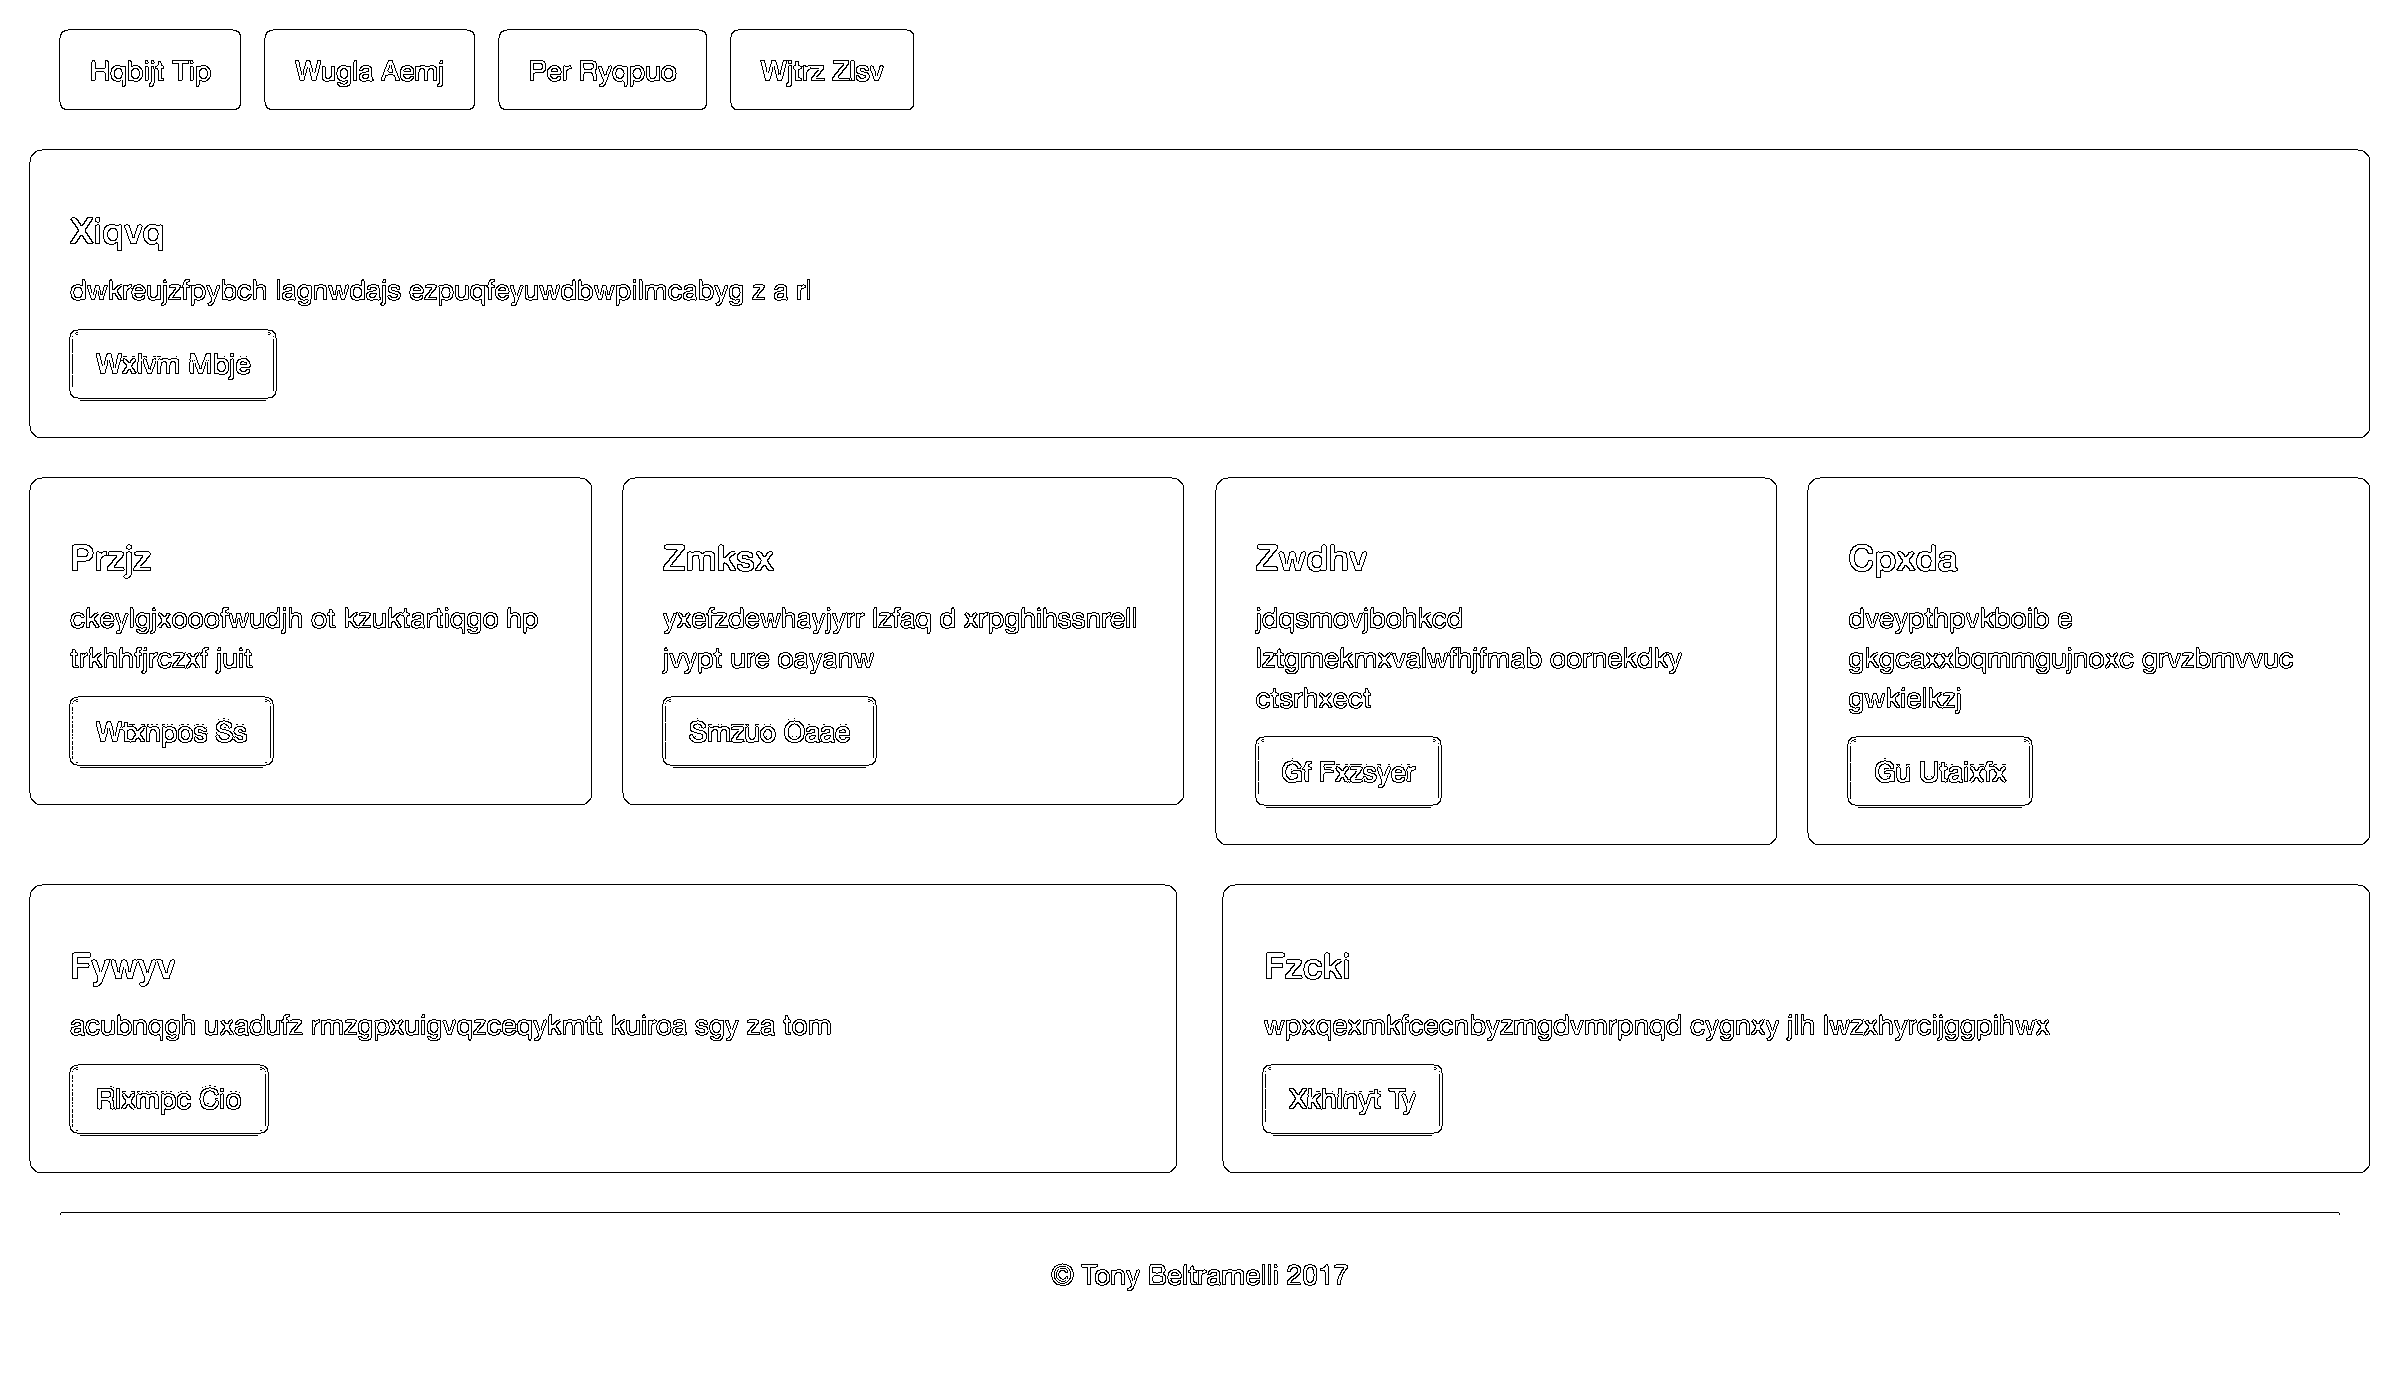 Hqbijt Tip
Wugla Aemj
Per Ryqpuo
Wjtrz Zlsv
Xiqvq
dwkreujzfpybch lagnwdajs ezpuqfeyuwdbwpilmcabyg z a rl
Wxlvm Mbje
Przjz
ckeylgjxooofwudjh ot kzuktartiqgo hp
trkhhfjrczxf juit
Wtxnpos Ss
Zmksx
yxefzdewhayjyrr lzfaq d xrpghihssnrell
jvypt ure oayanw
Smzuo Oaae
Zwdhv
jdqsmovjbohkcd
lztgmekmxvalwfhjfmab oornekdky
ctsrhxect
Gf Fxzsyer
Cpxda
dveypthpvkboib e
gkgcaxxbqmmgujnoxc grvzbmvvuc
gwkielkzj
Gu Utaixfx
Fywyv
acubnqgh uxadufz rmzgpxuigvqzceqykmtt kuiroa sgy za tom
Rlxmpc Cio
Fzcki
wpxqexmkfcecnbyzmgdvmrpnqd cygnxy jlh lwzxhyrcijggpihwx
Xkhlnyt Ty
© Tony Beltramelli 2017